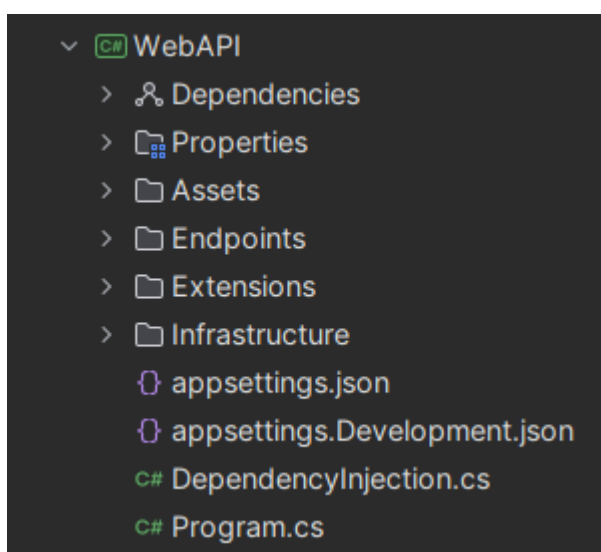 C# WebAPI
Dependencies
Properties
Assets
Endpoints
Extensions
Infrastructure
{} appsettings.json
{} appsettings.Development.json
C# DependencyInjection.cs
C# Program.cs